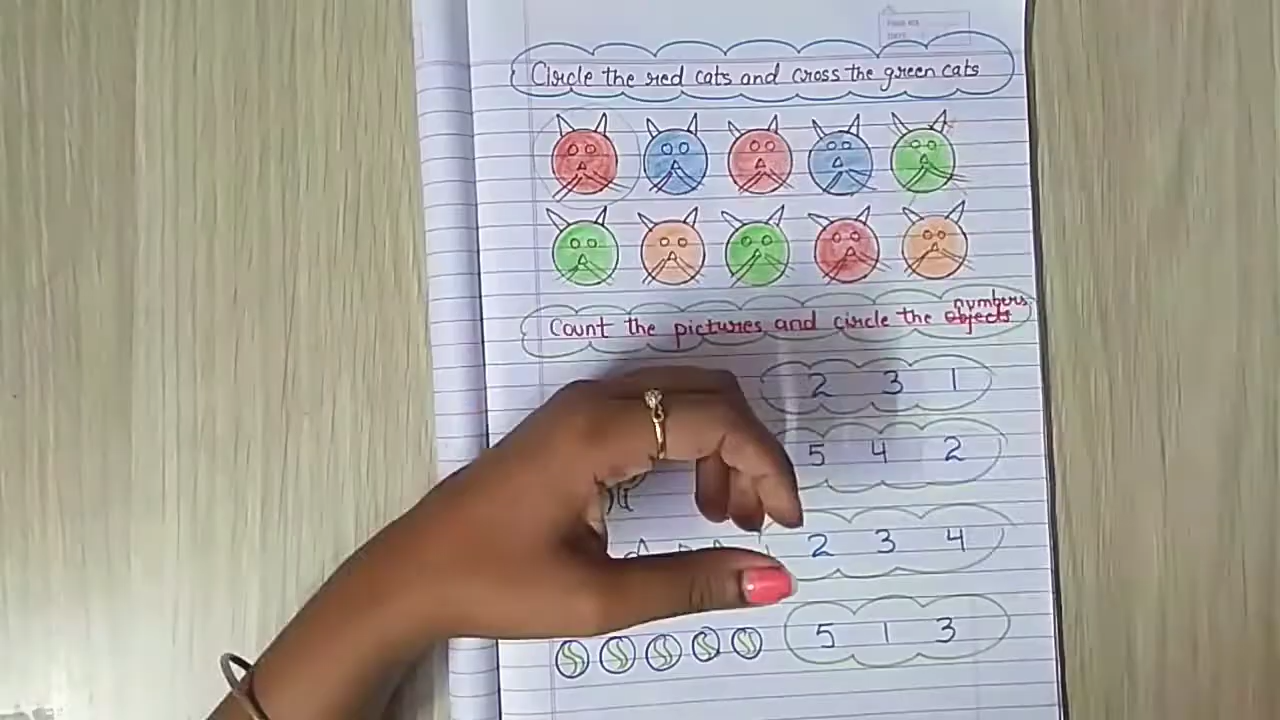 Circle the red cats and cross the green cats
Count the pictures and circle the objects numbers
2 3 1
5 4 2
2 3 4
5 1 3